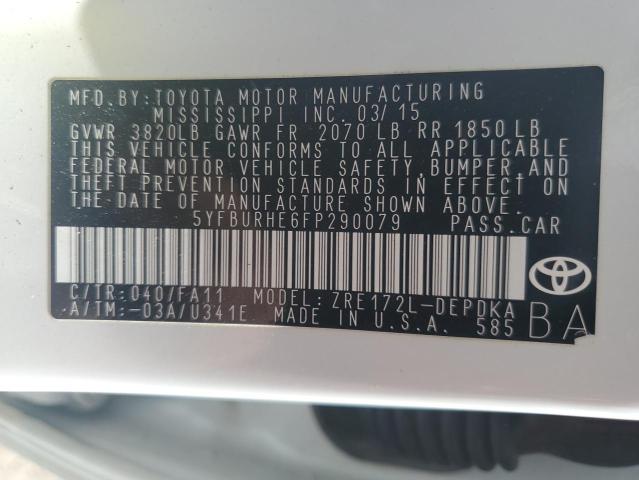 MFD. BY: TOYOTA MOTOR MANUFACTURING
MISSISSIPPI INC. 03/15
GVWR 3820LB GAWR FR 2070 LB RR 1850 LB
THIS VEHICLE CONFORMS TO ALL APPLICABLE
FEDERAL MOTOR VEHICLE SAFETY, BUMPER, AND
THEFT PREVENTION STANDARDS IN EFFECT ON
THE DATE OF MANUFACTURE SHOWN ABOVE.
5YFBURHE6FP290079 PASS. CAR
C/TR: 040/FA11 MODEL: ZRE172L-DEPDKA
A/TM: -03A/U341E MADE IN U.S.A. 585
BA